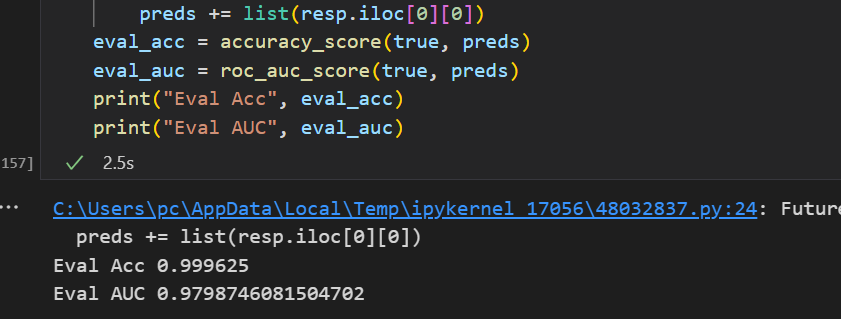 preds += list(resp.iloc[0][0])
eval_acc = accuracy_score(true, preds)
eval_auc = roc_auc_score(true, preds)
print("Eval Acc", eval_acc)
print("Eval AUC", eval_auc)
157] ✓ 2.5s
... C:\Users\pc\AppData\Local\Temp\ipykernel_17056\48032837.py:24: Future
preds += list(resp.iloc[0][0])
Eval Acc 0.999625
Eval AUC 0.9798746081504702